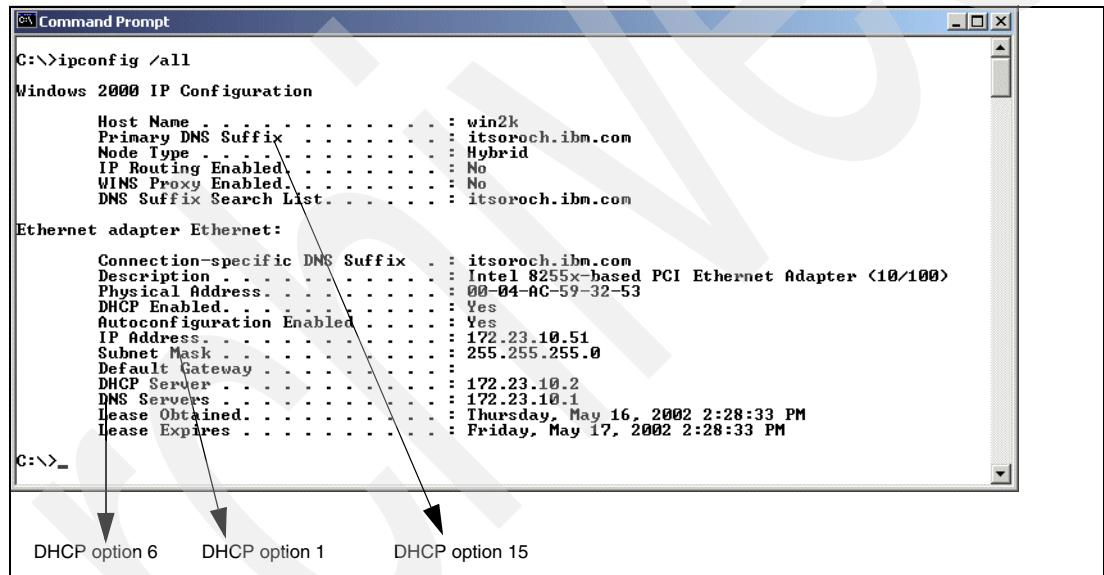 Command Prompt
C:\>ipconfig /all
Windows 2000 IP Configuration
Host Name . . . . . . . . . . . . : win2k
Primary DNS Suffix . . . . . . . : itsoroch.ibm.com
Node Type . . . . . . . . . . . . : Hybrid
IP Routing Enabled. . . . . . . . : No
WINS Proxy Enabled. . . . . . . . : No
DNS Suffix Search List. . . . . . : itsoroch.ibm.com
Ethernet adapter Ethernet:
Connection-specific DNS Suffix . : itsoroch.ibm.com
Description . . . . . . . . . . . : Intel 8255x-based PCI Ethernet Adapter (10/100)
Physical Address. . . . . . . . . : 00-04-AC-59-32-53
DHCP Enabled. . . . . . . . . . . : Yes
Autoconfiguration Enabled . . . . : Yes
IP Address. . . . . . . . . . . . : 172.23.10.51
Subnet Mask . . . . . . . . . . . : 255.255.255.0
Default Gateway . . . . . . . . . :
DHCP Server . . . . . . . . . . . : 172.23.10.2
DNS Servers . . . . . . . . . . . : 172.23.10.1
Lease Obtained. . . . . . . . . . : Thursday, May 16, 2002 2:28:33 PM
Lease Expires . . . . . . . . . . : Friday, May 17, 2002 2:28:33 PM
C:\>_
DHCP option 6 DHCP option 1 DHCP option 15